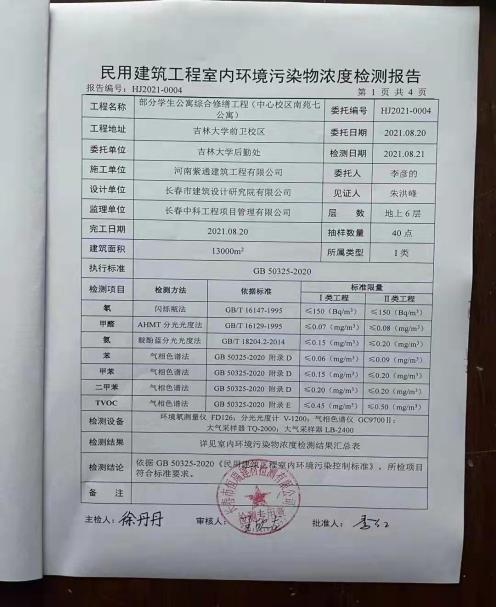 民用建筑工程室内环境污染物浓度检测报告
报告编号：HJ2021-0004 第 1 页 共 4 页
工程名称 部分学生公寓综合修缮工程（中心校区南苑七公寓） 委托编号 HJ2021-0004
工程地址 吉林大学前卫校区 委托日期 2021.08.20
委托单位 吉林大学后勤处 检测日期 2021.08.21
施工单位 河南紫通建筑工程有限公司 委托人 李彦的
设计单位 长春市建筑设计研究院有限公司 见证人 朱洪峰
监理单位 长春中科工程项目管理有限公司 层 数 地上 6 层
完工日期 2021.08.20 抽样数量 40 点
建筑面积 13000m² 所属类型 Ⅰ类
执行标准 GB 50325-2020
检测项目 检测方法 依据标准 标准限量
Ⅰ类工程 Ⅱ类工程
氡 闪烁瓶法 GB/T 16147-1995 ≤150（Bq/m³） ≤150（Bq/m³）
甲醛 AHMT 分光光度法 GB/T 16129-1995 ≤0.07（mg/m³） ≤0.08（mg/m³）
氨 靛酚蓝分光光度法 GB/T 18204.2-2014 ≤0.15（mg/m³） ≤0.20（mg/m³）
苯 气相色谱法 GB 50325-2020 附录 D ≤0.06（mg/m³） ≤0.09（mg/m³）
甲苯 气相色谱法 GB 50325-2020 附录 D ≤0.15（mg/m³） ≤0.20（mg/m³）
二甲苯 气相色谱法 GB 50325-2020 附录 D ≤0.20（mg/m³） ≤0.20（mg/m³）
TVOC 气相色谱法 GB 50325-2020 附录 E ≤0.45（mg/m³） ≤0.50（mg/m³）
检测设备 环境氡测量仪 FD126；分光光度计 V-1200；气相色谱仪 GC9700Ⅱ；
大气采样器 TQ-2000；大气采样器 LB-2400
检测结果 详见室内环境污染物浓度检测结果汇总表
检测结论 依据 GB 50325-2020《民用建筑工程室内环境污染控制标准》，所检项目
符合标准要求。
备 注
检测专用章
主检人：徐丹丹 审核人： 批准人：